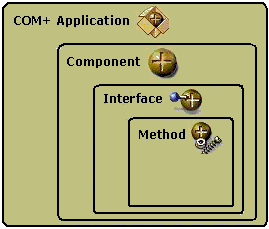 COM+ Application
Component
Interface
Method